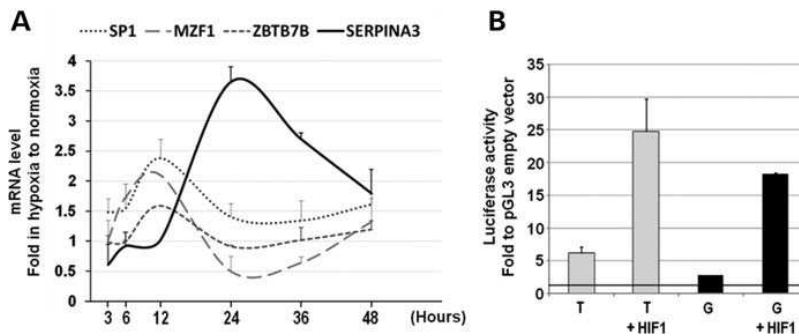 A
SP1 MZF1 ZBTB7B SERPINA3
mRNA level
Fold in hypoxia to normoxia
4
3.5
3
2.5
2
1.5
1
0.5
0
3 6 12 24 36 48 (Hours)
B
Luciferase activity
Fold to pGL3 empty vector
35
30
25
20
15
10
5
0
T T G G
+ HIF1 + HIF1